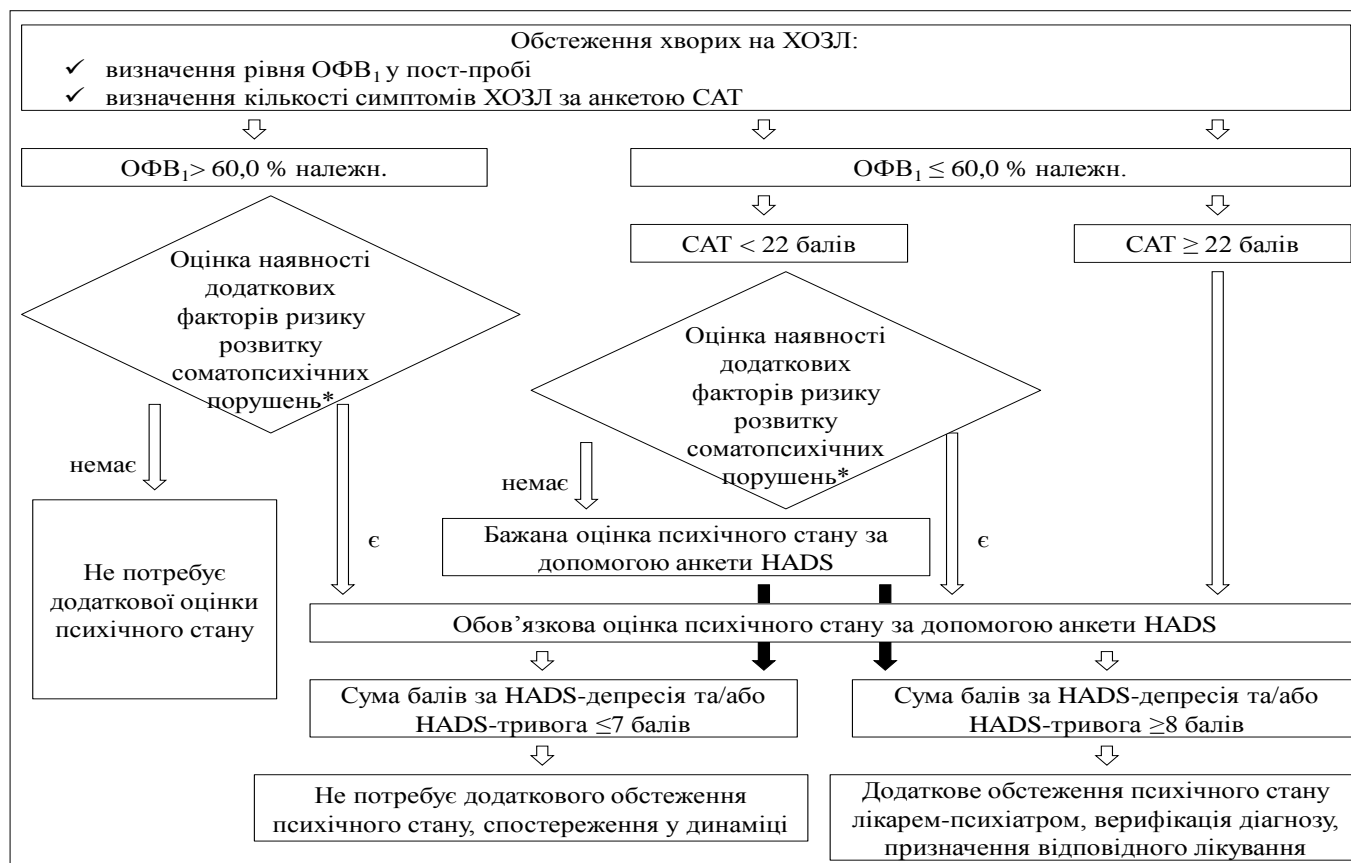 Обстеження хворих на ХОЗЛ:
✓ визначення рівня ОФВ₁ у пост-пробі
✓ визначення кількості симптомів ХОЗЛ за анкетою САТ
ОФВ₁> 60,0 % належн.
ОФВ₁ ≤ 60,0 % належн.
САТ < 22 балів
САТ ≥ 22 балів
Оцінка наявності
додаткових
факторів ризику
розвитку
соматопсихічних
порушень*
Оцінка наявності
додаткових
факторів ризику
розвитку
соматопсихічних
порушень*
немає
є
немає
є
Не потребує
додаткової оцінки
психічного стану
Бажана оцінка психічного стану за
допомогою анкети HADS
Обов’язкова оцінка психічного стану за допомогою анкети HADS
Сума балів за HADS-депресія та/або
HADS-тривога ≤7 балів
Сума балів за HADS-депресія та/або
HADS-тривога ≥8 балів
Не потребує додаткового обстеження
психічного стану, спостереження у динаміці
Додаткове обстеження психічного стану
лікарем-психіатром, верифікація діагнозу,
призначення відповідного лікування